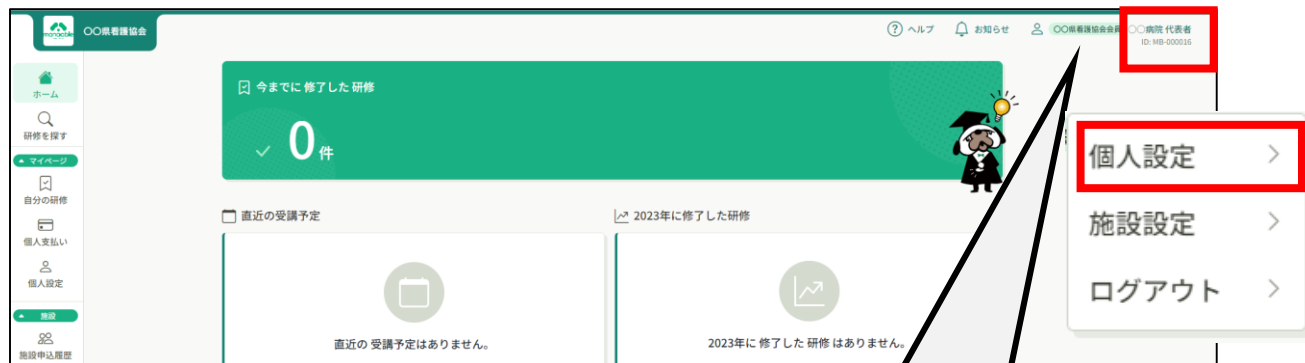 manaable
〇〇県看護協会
ヘルプ
お知らせ
〇〇県看護協会会員
〇〇病院 代表者
ID: MB-000016
ホーム
研修を探す
マイページ
自分の研修
個人支払い
個人設定
施設
施設申込履歴
今までに 修了した 研修
0 件
直近の受講予定
直近の 受講予定はありません。
2023年に修了した研修
2023年に 修了した 研修 はありません。
個人設定
施設設定
ログアウト